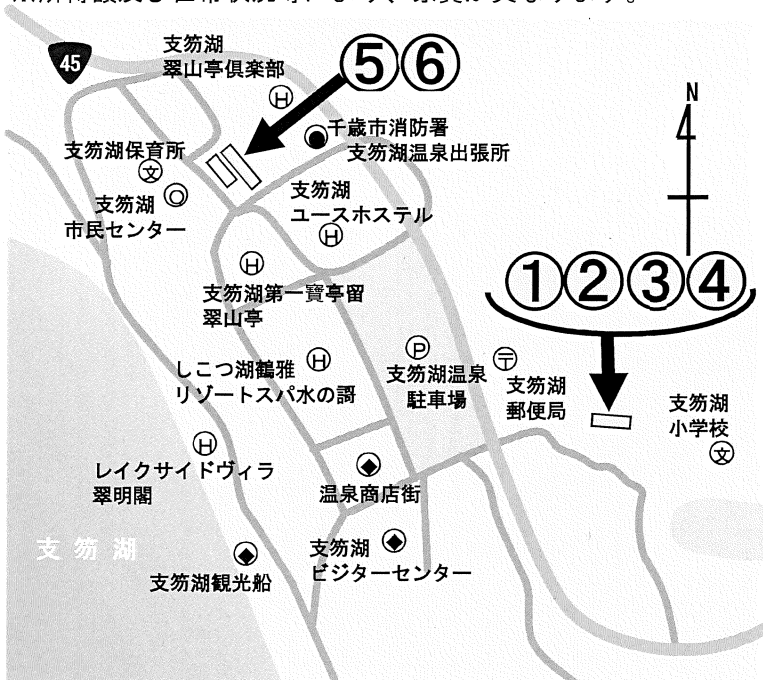 45
支笏湖
翠山亭倶楽部
Ⓗ
⑤⑥
千歳市消防署
支笏湖温泉出張所
支笏湖保育所
文
支笏湖
市民センター
支笏湖
ユースホステル
Ⓗ
N
Ⓗ
支笏湖第一寶亭留
翠山亭
①②③④
しこつ湖鶴雅
リゾートスパ水の謌
Ⓗ
Ⓟ
支笏湖温泉
駐車場
〒
支笏湖
郵便局
支笏湖
小学校
文
Ⓗ
レイクサイドヴィラ
翠明閣
温泉商店街
支笏湖
支笏湖観光船
支笏湖
ビジターセンター